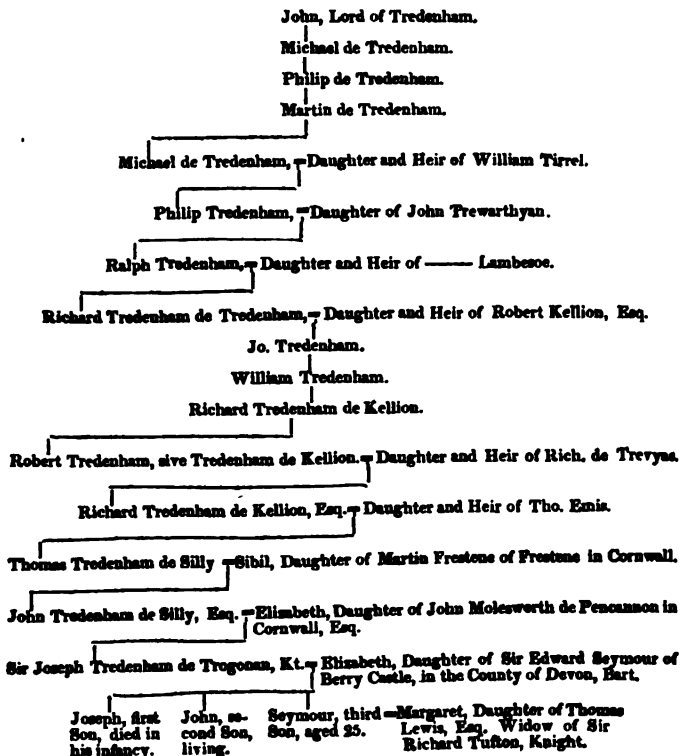 John, Lord of Tredenham.
Michael de Tredenham.
Philip de Tredenham.
Martin de Tredenham.
Michael de Tredenham, = Daughter and Heir of William Tirrel.
Philip Tredenham, = Daughter of John Trewarthyan.
Ralph Tredenham, = Daughter and Heir of —— Lambesoe.
Richard Tredenham de Tredenham, = Daughter and Heir of Robert Kellion, Esq.
Jo. Tredenham.
William Tredenham.
Richard Tredenham de Kellion.
Robert Tredenham, sive Tredenham de Kellion. = Daughter and Heir of Rich. de Trevyns.
Richard Tredenham de Kellion, Esq. = Daughter and Heir of Tho. Emis.
Thomas Tredenham de Silly = Sibil, Daughter of Martin Frestene of Frestene in Cornwall.
John Tredenham de Silly, Esq. = Elizabeth, Daughter of John Molesworth de Pencannon in
Cornwall, Esq.
Sir Joseph Tredenham de Trogonan, Kt. = Elizabeth, Daughter of Sir Edward Seymour of
Berry Castle, in the County of Devon, Bart.
Joseph, first
Son, died in
his infancy.
John, se-
cond Son,
living.
Seymour, third = Margaret, Daughter of Thomas
Son, aged 25.
Lewis, Esq. Widow of Sir
Richard Tufton, Knight.